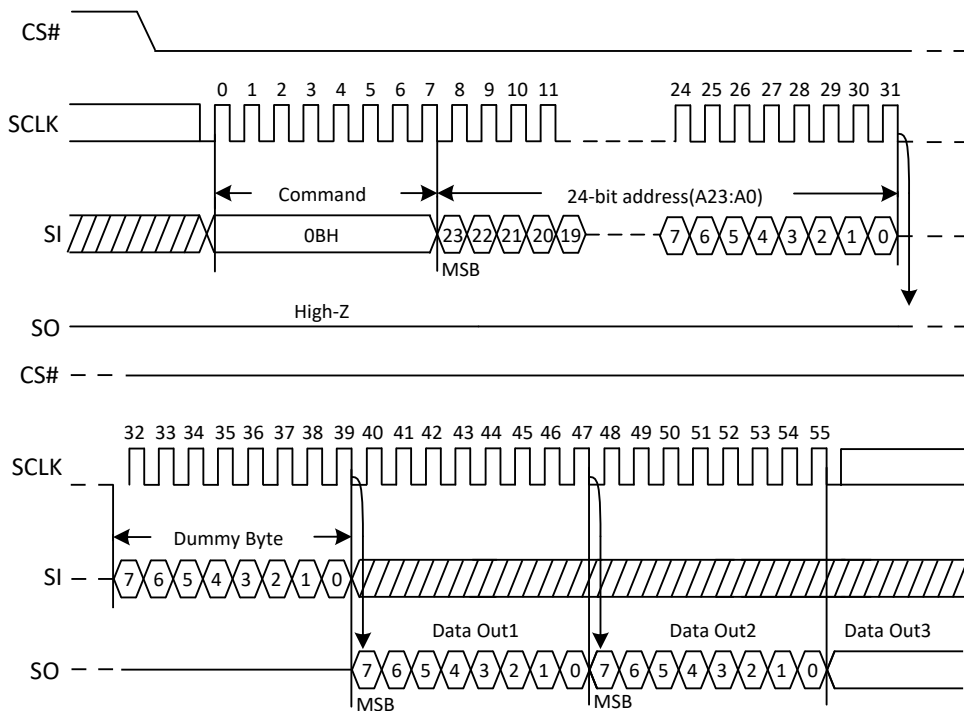 CS#
0 1 2 3 4 5 6 7 8 9 10 11 24 25 26 27 28 29 30 31
SCLK
Command 24-bit address(A23:A0)
SI 0BH 23 22 21 20 19 7 6 5 4 3 2 1 0
MSB
High-Z
SO
CS#
32 33 34 35 36 37 38 39 40 41 42 43 44 45 46 47 48 49 50 51 52 53 54 55
SCLK
Dummy Byte
SI 7 6 5 4 3 2 1 0
Data Out1 Data Out2 Data Out3
SO 7 6 5 4 3 2 1 0 7 6 5 4 3 2 1 0
MSB MSB